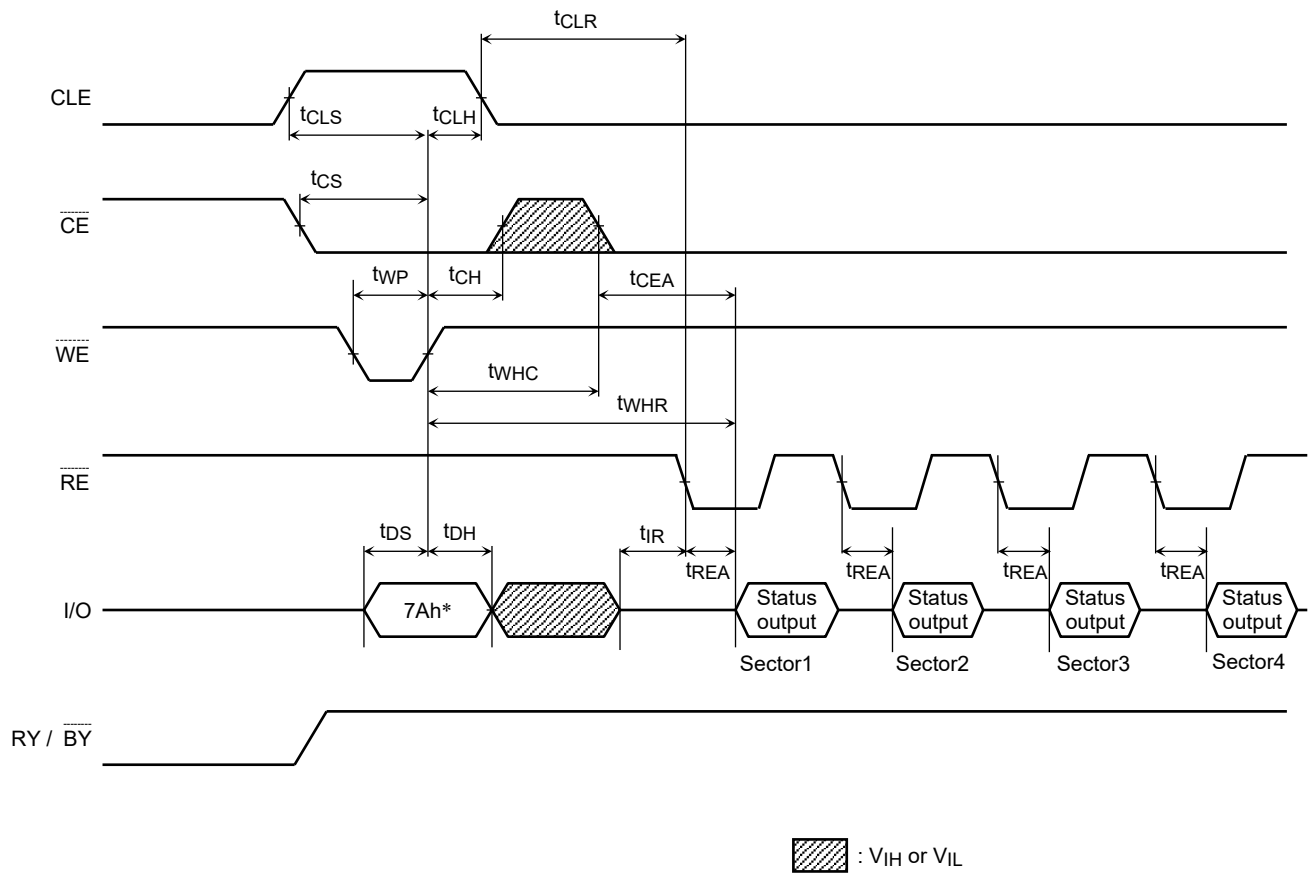 tCLR
CLE
tCLS
tCLH
tCS
CE
tWP
tCH
tCEA
WE
tWHC
tWHR
RE
tDS
tDH
tIR
tREA
tREA
tREA
tREA
I/O
7Ah*
Status output
Status output
Status output
Status output
Sector1
Sector2
Sector3
Sector4
RY / BY
: VIH or VIL